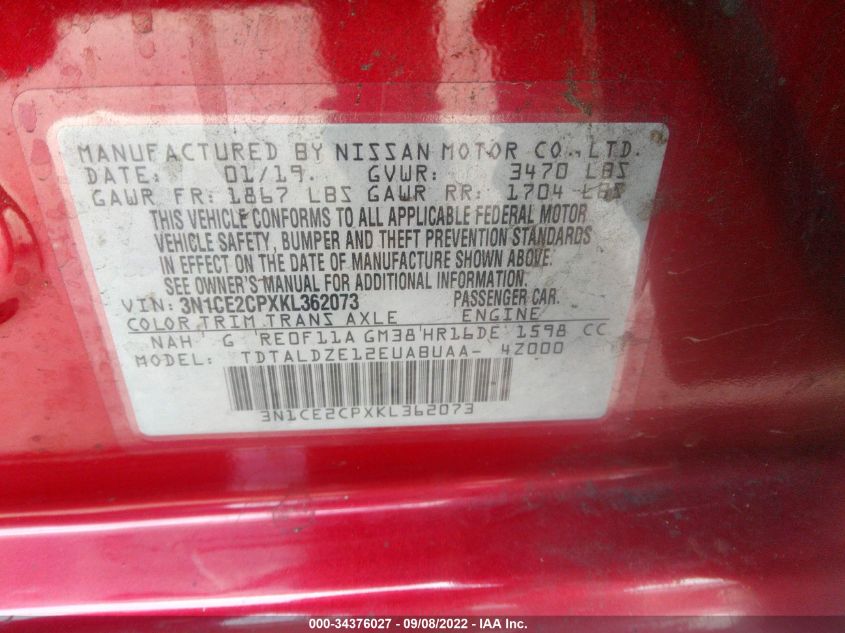 MANUFACTURED BY NISSAN MOTOR CO., LTD.
DATE: 01/19. GVWR: 3470 LBS
GAWR FR: 1867 LBS GAWR RR: 1704 LBS
THIS VEHICLE CONFORMS TO ALL APPLICABLE FEDERAL MOTOR
VEHICLE SAFETY, BUMPER AND THEFT PREVENTION STANDARDS
IN EFFECT ON THE DATE OF MANUFACTURE SHOWN ABOVE.
SEE OWNER'S MANUAL FOR ADDITIONAL INFORMATION.
VIN: 3N1CE2CPXKL362073 PASSENGER CAR.
COLOR TRIM TRANS AXLE ENGINE
NAH G RE0F11A GM38 HR16DE 1598 CC
MODEL: TDTALDZE12EUABUAA- 4Z000
3N1CE2CPXKL362073
000-34376027 - 09/08/2022 - IAA Inc.